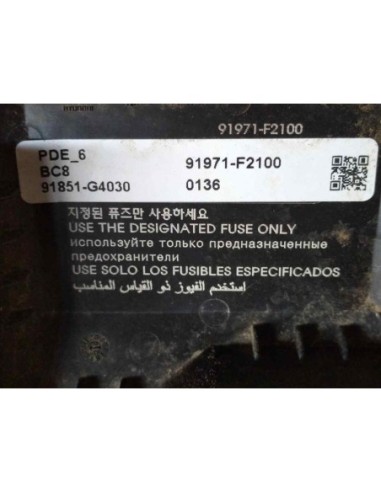 91971-F2100
PDE_6
BC8
91971-F2100
91851-G4030
0136
지정된 퓨즈만 사용하세요
USE THE DESIGNATED FUSE ONLY
используйте только предназначенные
предохранители
USE SOLO LOS FUSIBLES ESPECIFICADOS
استخدم الفيوز ذو القياس المناسب